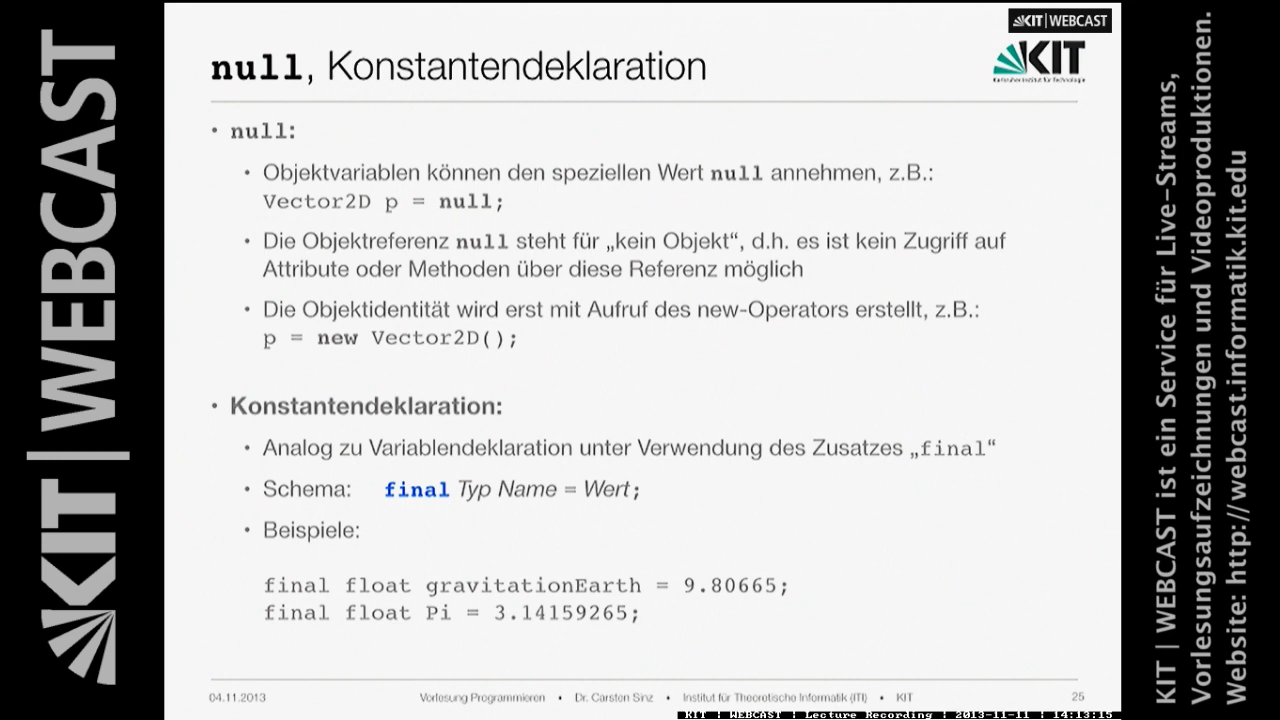 KIT | WEBCAST
KIT | WEBCAST
KIT
Karlsruher Institut für Technologie
null, Konstantendeklaration
• null:
• Objektvariablen können den speziellen Wert null annehmen, z.B.:
Vector2D p = null;
• Die Objektreferenz null steht für „kein Objekt“, d.h. es ist kein Zugriff auf
Attribute oder Methoden über diese Referenz möglich
• Die Objektidentität wird erst mit Aufruf des new-Operators erstellt, z.B.:
p = new Vector2D();
• Konstantendeklaration:
• Analog zu Variablendeklaration unter Verwendung des Zusatzes „final“
• Schema: final Typ Name = Wert;
• Beispiele:
final float gravitationEarth = 9.80665;
final float Pi = 3.14159265;
04.11.2013 Vorlesung Programmieren • Dr. Carsten Sinz • Institut für Theoretische Informatik (ITI) • KIT 25
KIT | WEBCAST | Lecture Recording | 2013-11-11 | 14:13:15
KIT | WEBCAST ist ein Service für Live-Streams,
Vorlesungsaufzeichnungen und Videoproduktionen.
Website: http://webcast.informatik.kit.edu